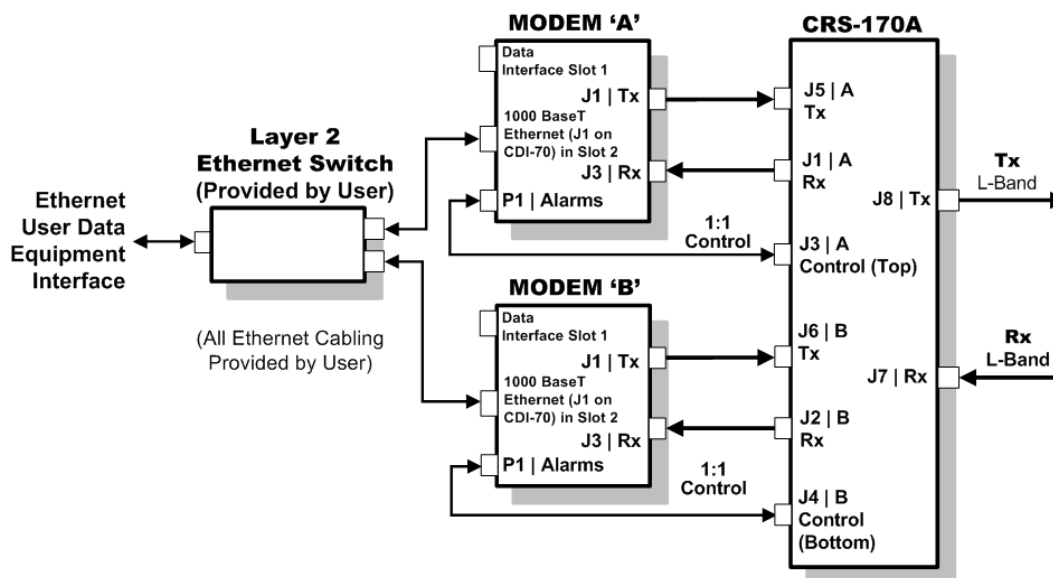 MODEM ‘A’
CRS-170A
Data
Interface Slot 1
J1 | Tx
1000 BaseT
Ethernet (J1 on
CDI-70) in Slot 2
J3 | Rx
P1 | Alarms
J5 | A
Tx
J1 | A
Rx
Layer 2
Ethernet Switch
(Provided by User)
Ethernet
User Data
Equipment
Interface
1:1
Control
J3 | A
Control (Top)
J8 | Tx
Tx
L-Band
(All Ethernet Cabling
Provided by User)
MODEM ‘B’
Data
Interface Slot 1
J1 | Tx
1000 BaseT
Ethernet (J1 on
CDI-70) in Slot 2
J3 | Rx
P1 | Alarms
J6 | B
Tx
J7 | Rx
Rx
L-Band
J2 | B
Rx
1:1
Control
J4 | B
Control
(Bottom)